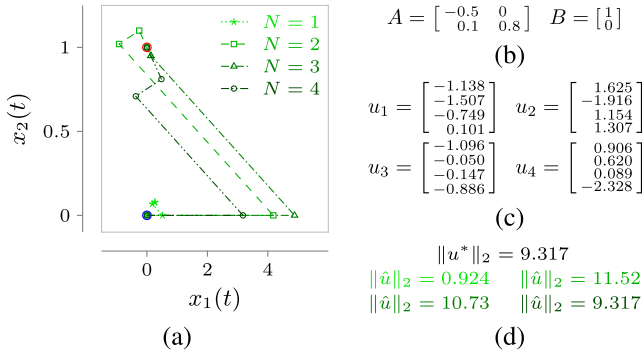 N = 1
N = 2
N = 3
N = 4
1
0.5
0
x₂(t)
0 2 4
x₁(t)
(a)
A = [ −0.5 0
0.1 0.8 ] B = [ 1
0 ]
(b)
u₁ = [ −1.138
−1.507
−0.749
0.101 ] u₂ = [ 1.625
−1.916
1.154
1.307 ]
u₃ = [ −1.096
−0.050
−0.147
−0.886 ] u₄ = [ 0.906
0.620
0.089
−2.328 ]
(c)
‖u*‖₂ = 9.317
‖û‖₂ = 0.924 ‖û‖₂ = 11.52
‖û‖₂ = 10.73 ‖û‖₂ = 9.317
(d)